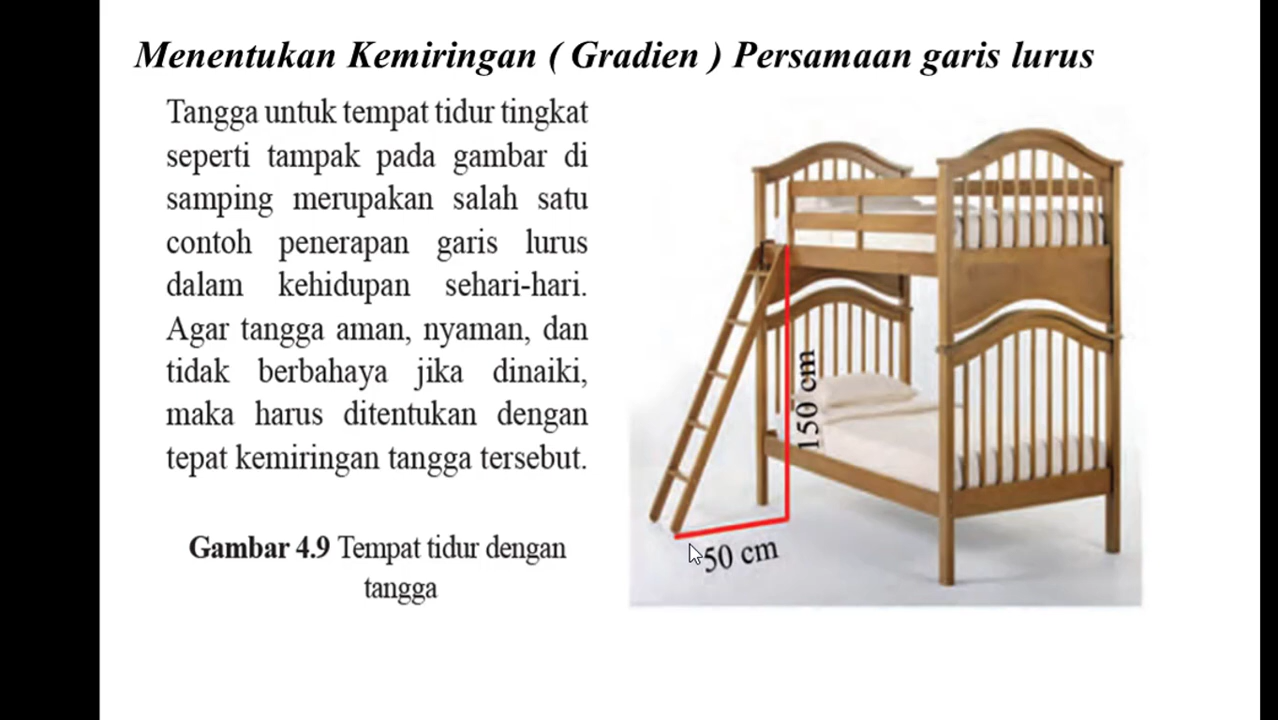 Menentukan Kemiringan ( Gradien ) Persamaan garis lurus
Tangga untuk tempat tidur tingkat
seperti tampak pada gambar di
samping merupakan salah satu
contoh penerapan garis lurus
dalam kehidupan sehari-hari.
Agar tangga aman, nyaman, dan
tidak berbahaya jika dinaiki,
maka harus ditentukan dengan
tepat kemiringan tangga tersebut.
Gambar 4.9 Tempat tidur dengan
tangga
150 cm
50 cm